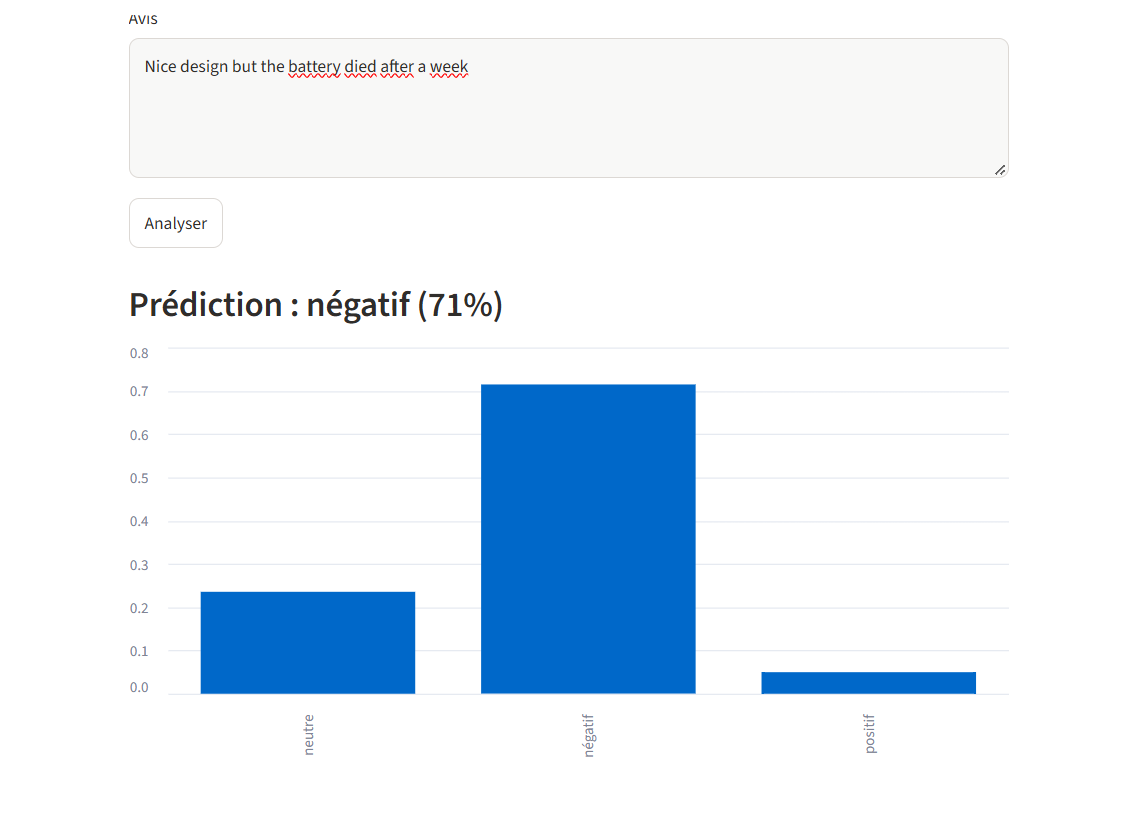 Avis
Nice design but the battery died after a week
Analyser
Prédiction : négatif (71%)
0.8
0.7
0.6
0.5
0.4
0.3
0.2
0.1
0.0
neutre
négatif
positif